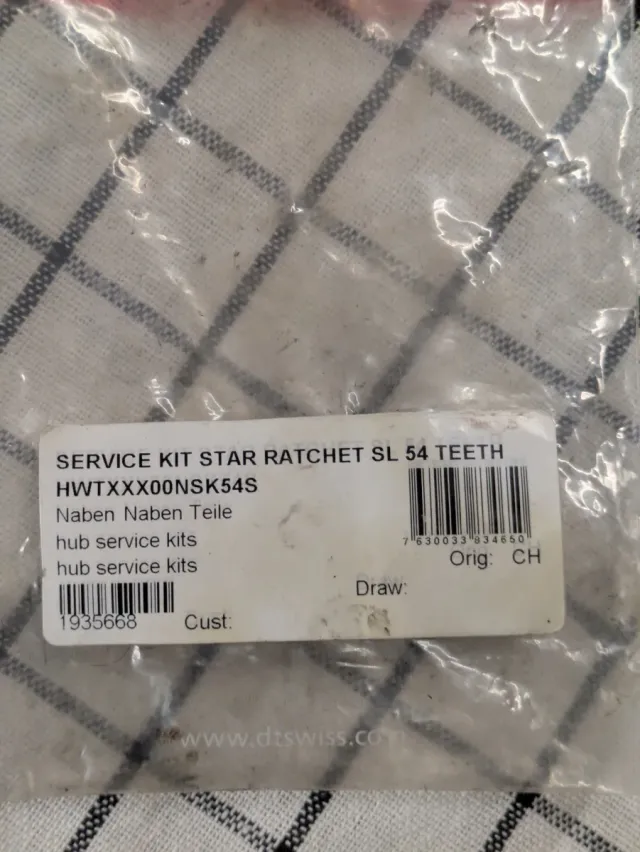 SERVICE KIT STAR RATCHET SL 54 TEETH
HWTXXX00NSK54S
Naben Naben Teile
hub service kits
hub service kits
7 630033 834650
Orig: CH
Draw:
1935668
Cust:
www.dtswiss.com